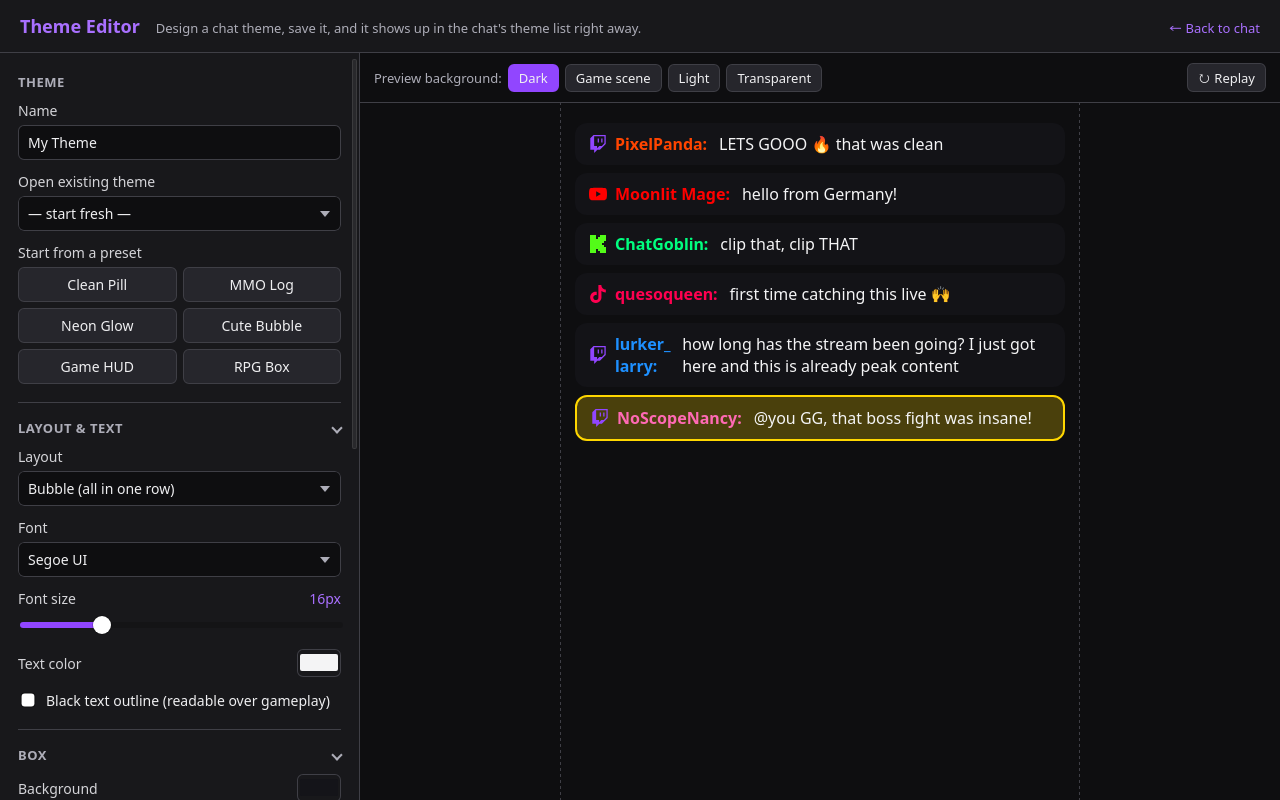 Theme Editor
Design a chat theme, save it, and it shows up in the chat's theme list right away.
← Back to chat
THEME
Name
My Theme
Open existing theme
— start fresh —
Start from a preset
Clean Pill
MMO Log
Neon Glow
Cute Bubble
Game HUD
RPG Box
LAYOUT & TEXT
Layout
Bubble (all in one row)
Font
Segoe UI
Font size
16px
Text color
Black text outline (readable over gameplay)
BOX
Background
Preview background:
Dark
Game scene
Light
Transparent
↻ Replay
PixelPanda: LETS GOOO 🔥 that was clean
Moonlit Mage: hello from Germany!
ChatGoblin: clip that, clip THAT
quesoqueen: first time catching this live 🙌
lurker_ how long has the stream been going? I just got
larry: here and this is already peak content
NoScopeNancy: @you GG, that boss fight was insane!